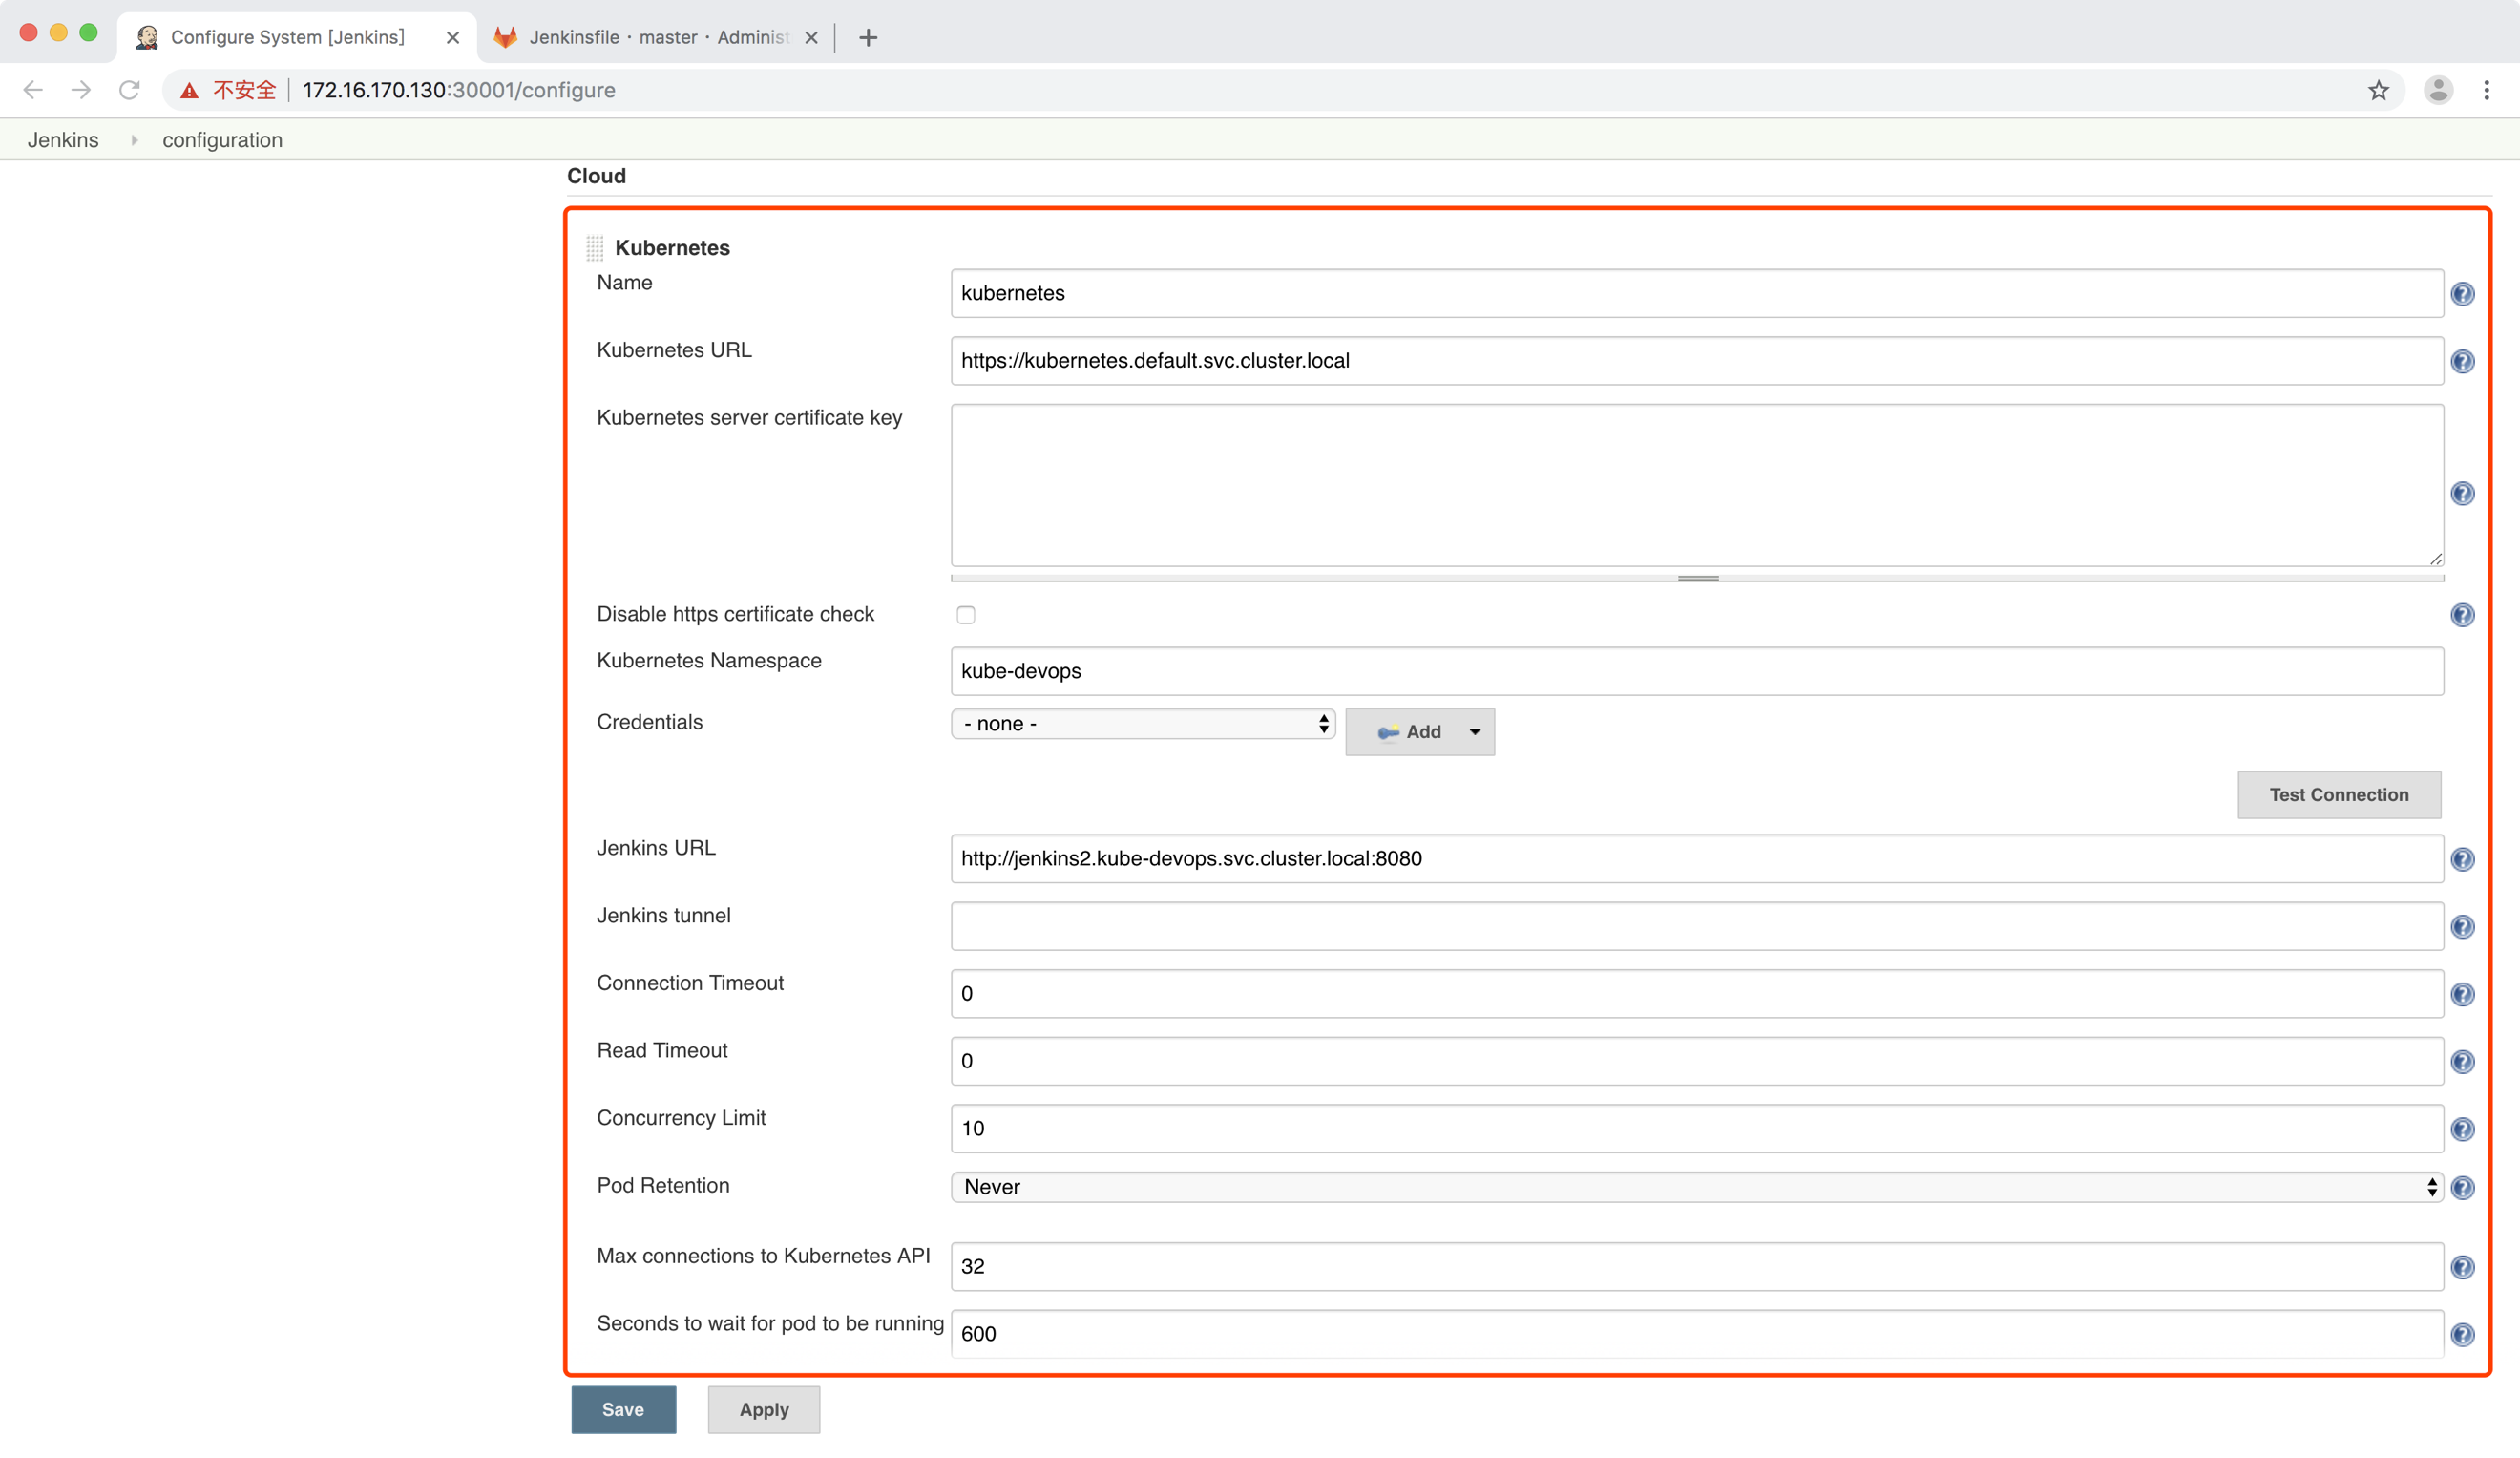 Configure System [Jenkins]
Jenkinsfile · master · Administ
不安全
172.16.170.130:30001/configure
Jenkins
configuration
Cloud
Kubernetes
Name
kubernetes
Kubernetes URL
https://kubernetes.default.svc.cluster.local
Kubernetes server certificate key
Disable https certificate check
Kubernetes Namespace
kube-devops
Credentials
- none -
Add
Test Connection
Jenkins URL
http://jenkins2.kube-devops.svc.cluster.local:8080
Jenkins tunnel
Connection Timeout
0
Read Timeout
0
Concurrency Limit
10
Pod Retention
Never
Max connections to Kubernetes API
32
Seconds to wait for pod to be running
600
Save
Apply